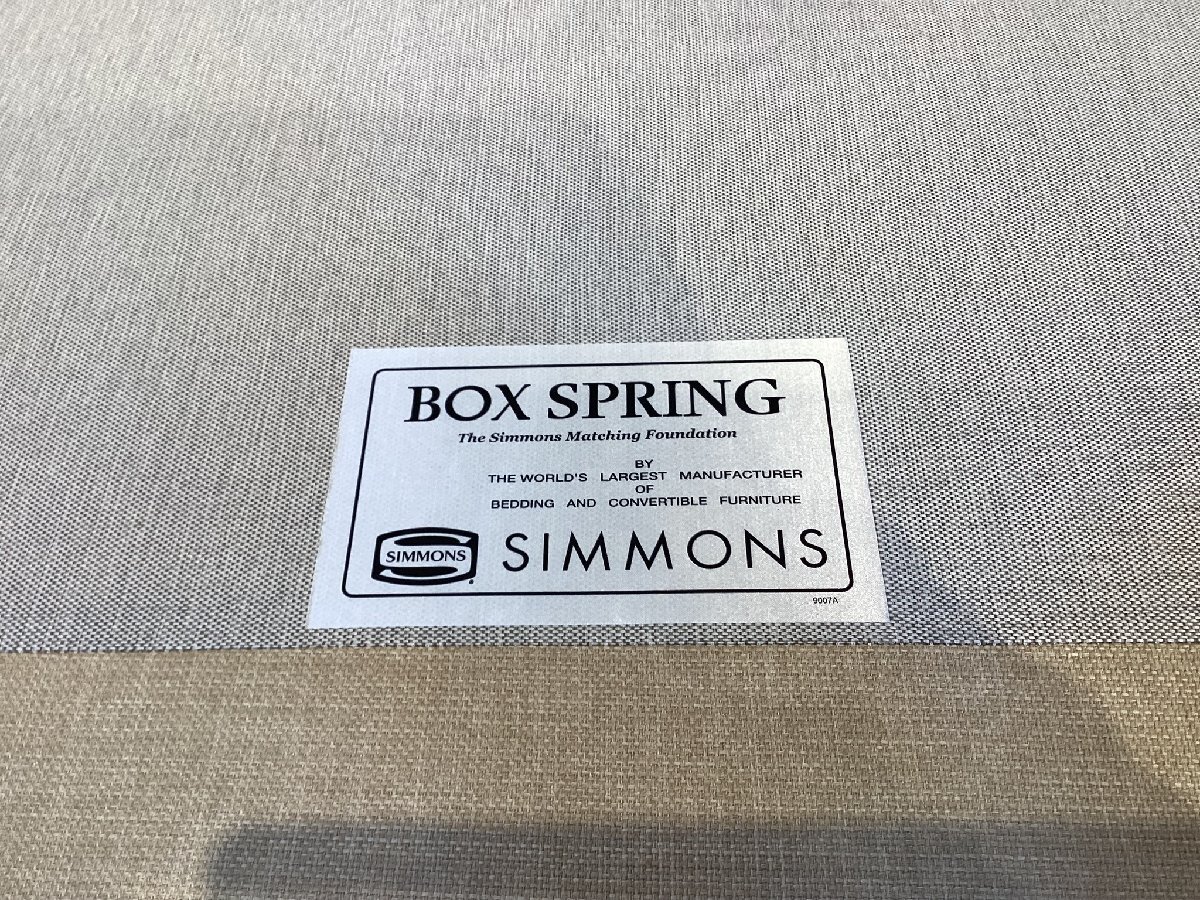 BOX SPRING
The Simmons Matching Foundation
BY
THE WORLD'S LARGEST MANUFACTURER
OF
BEDDING AND CONVERTIBLE FURNITURE
SIMMONS
SIMMONS
9007A